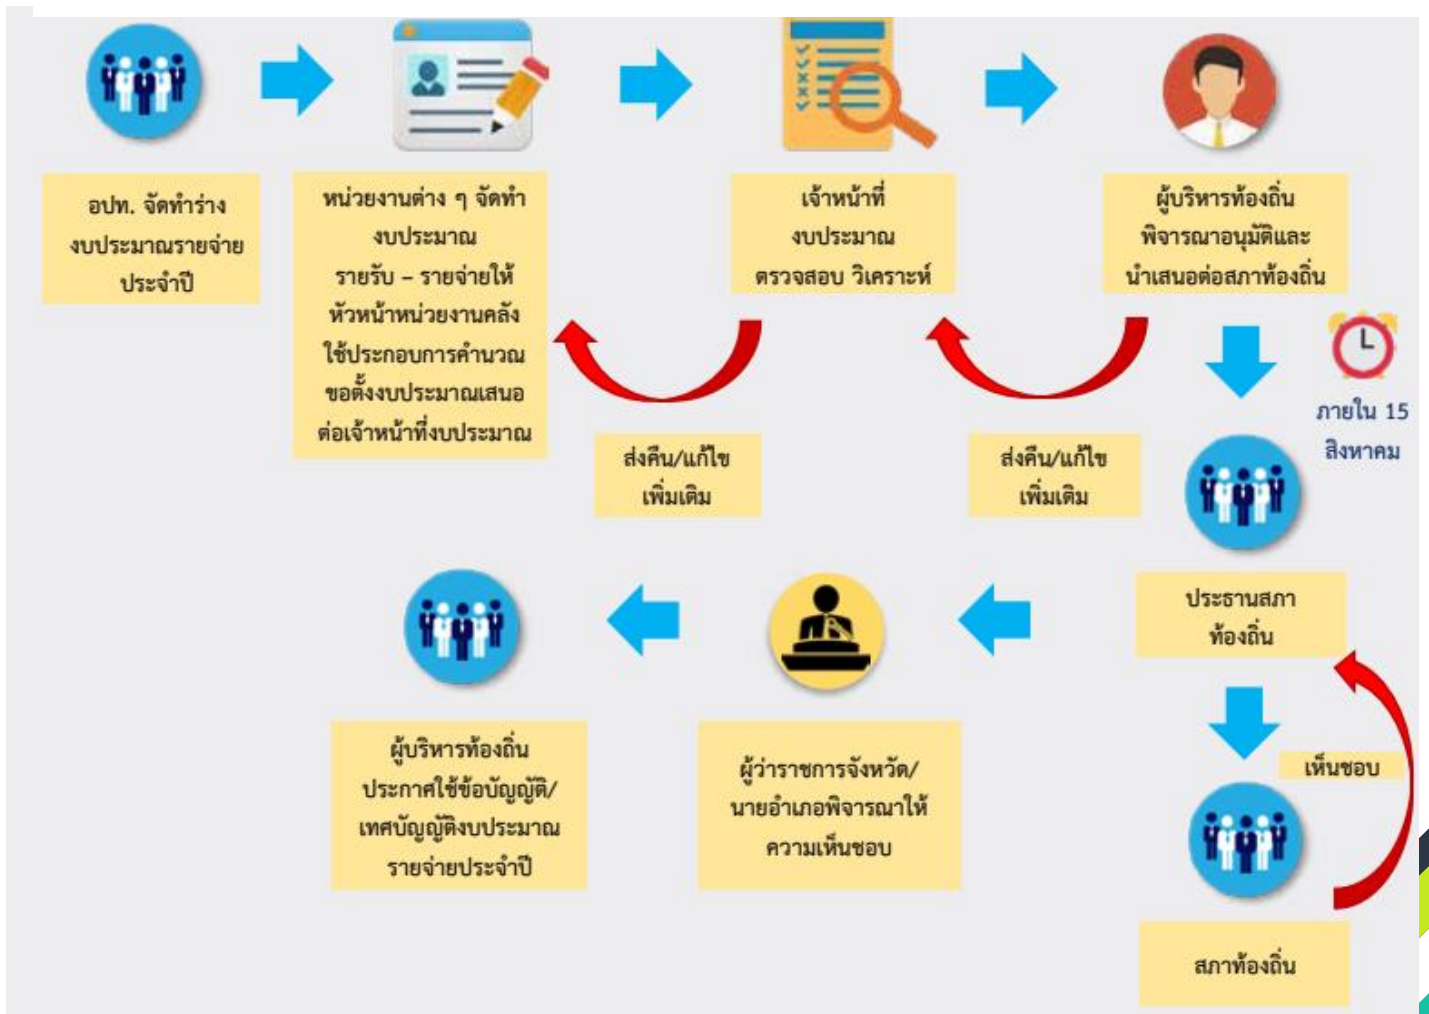 อปท. จัดทำร่าง
งบประมาณรายจ่าย
ประจำปี
หน่วยงานต่าง ๆ จัดทำ
งบประมาณ
รายรับ – รายจ่ายให้
หัวหน้าหน่วยงานคลัง
ใช้ประกอบการคำนวณ
ขอตั้งงบประมาณเสนอ
ต่อเจ้าหน้าที่งบประมาณ
เจ้าหน้าที่
งบประมาณ
ตรวจสอบ วิเคราะห์
ผู้บริหารท้องถิ่น
พิจารณาอนุมัติและ
นำเสนอต่อสภาท้องถิ่น
ส่งคืน/แก้ไข
เพิ่มเติม
ส่งคืน/แก้ไข
เพิ่มเติม
ภายใน 15
สิงหาคม
ประธานสภา
ท้องถิ่น
เห็นชอบ
สภาท้องถิ่น
ผู้ว่าราชการจังหวัด/
นายอำเภอพิจารณาให้
ความเห็นชอบ
ผู้บริหารท้องถิ่น
ประกาศใช้ข้อบัญญัติ/
เทศบัญญัติงบประมาณ
รายจ่ายประจำปี